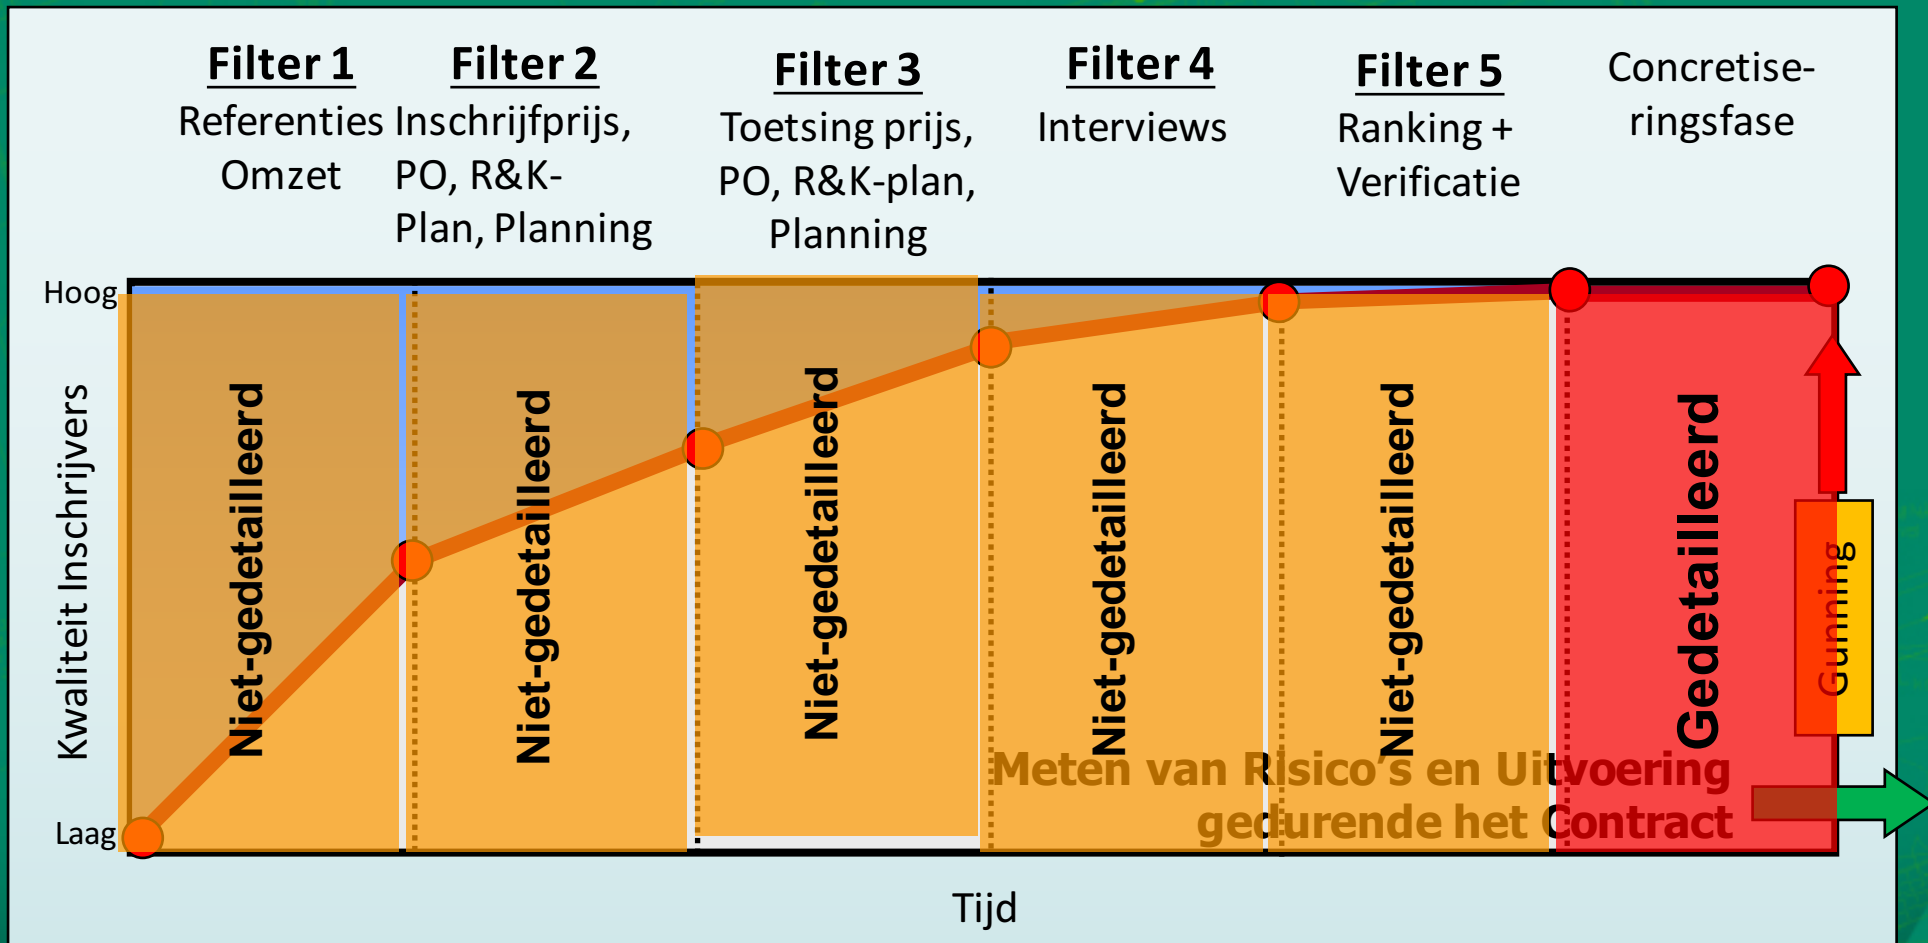 Filter 1
Referenties
Omzet
Filter 2
Inschrijfprijs,
PO, R&K-
Plan, Planning
Filter 3
Toetsing prijs,
PO, R&K-plan,
Planning
Filter 4
Interviews
Filter 5
Ranking +
Verificatie
Concretise-
ringsfase
Hoog
Kwaliteit Inschrijvers
Laag
Niet-gedetailleerd
Niet-gedetailleerd
Niet-gedetailleerd
Niet-gedetailleerd
Niet-gedetailleerd
Gedetailleerd
Gunning
Meten van Risico’s en Uitvoering
gedurende het Contract
Tijd